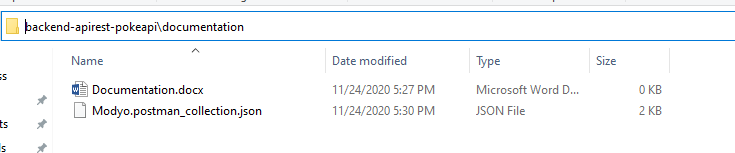 backend-apirest-pokeapi\documentation
Name Date modified Type Size
ss
Documentation.docx 11/24/2020 5:27 PM Microsoft Word D... 0 KB
Modyo.postman_collection.json 11/24/2020 5:30 PM JSON File 2 KB
ts
ds